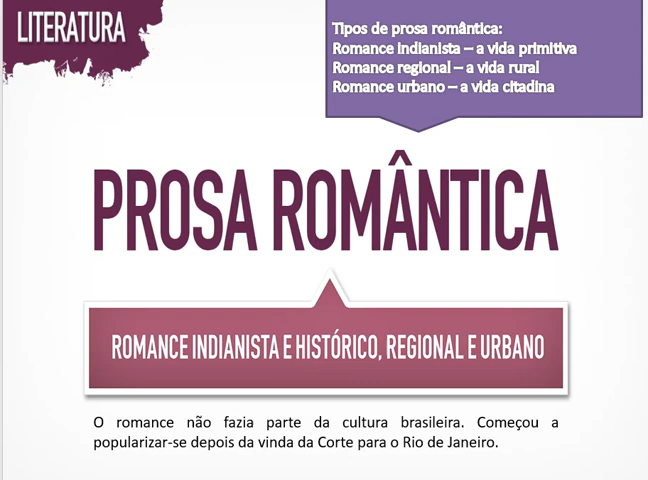 LITERATURA
Tipos de prosa romântica:
Romance indianista – a vida primitiva
Romance regional – a vida rural
Romance urbano – a vida citadina
PROSA ROMÂNTICA
ROMANCE INDIANISTA E HISTÓRICO, REGIONAL E URBANO
O romance não fazia parte da cultura brasileira. Começou a
popularizar-se depois da vinda da Corte para o Rio de Janeiro.